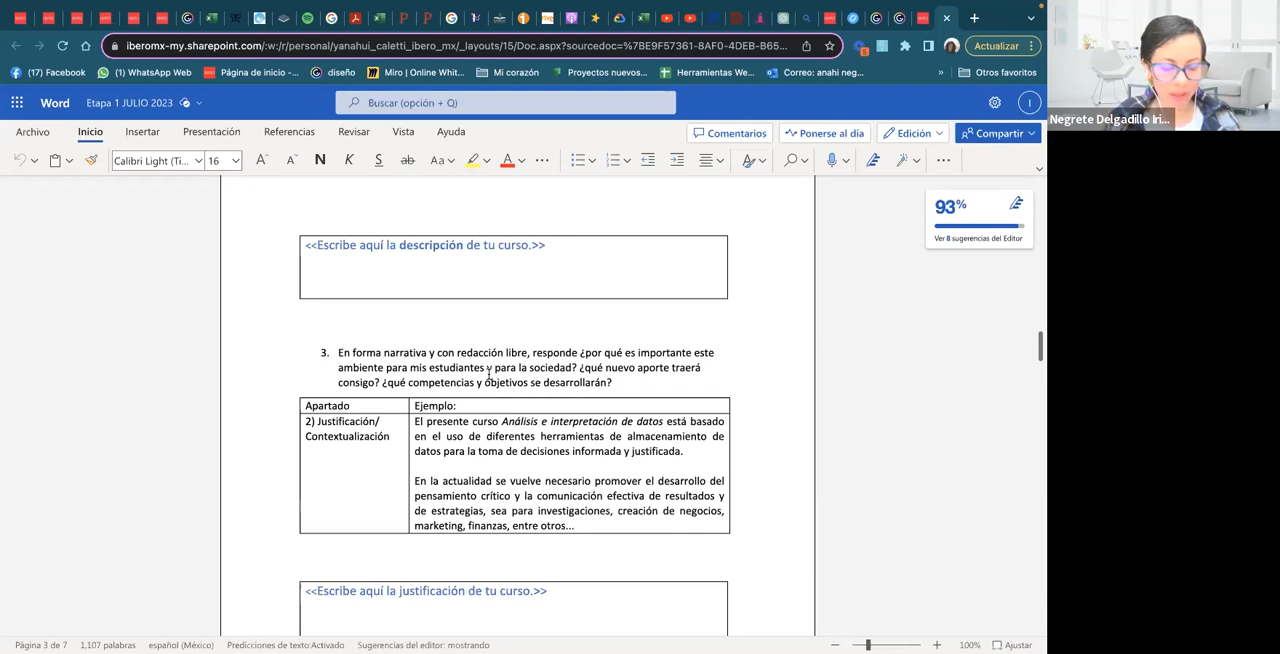 iberomx-my.sharepoint.com/:w:/r/personal/yanahui_caletti_ibero_mx/_layouts/15/Doc.aspx?sourcedoc=%7BE9F57361-8AF0-4DEB-B65...
Actualizar
(17) Facebook
(1) WhatsApp Web
Página de inicio -...
diseño
Miro | Online Whit...
Mi corazón
Proyectos nuevos...
Herramientas We...
Correo: anahi neg...
»
Otros favoritos
Word
Etapa 1 JULIO 2023
Buscar (opción + Q)
I
Negrete Delgadillo Iri...
Archivo
Inicio
Insertar
Presentación
Referencias
Revisar
Vista
Ayuda
Comentarios
Ponerse al día
Edición
Compartir
Calibri Light (Tí...
16
N
K
S
ab
Aa
A
93%
Ver 8 sugerencias del Editor
<<Escribe aquí la descripción de tu curso.>>
3. En forma narrativa y con redacción libre, responde ¿por qué es importante este
ambiente para mis estudiantes y para la sociedad? ¿qué nuevo aporte traerá
consigo? ¿qué competencias y objetivos se desarrollarán?
Apartado
Ejemplo:
2) Justificación/
Contextualización
El presente curso Análisis e interpretación de datos está basado
en el uso de diferentes herramientas de almacenamiento de
datos para la toma de decisiones informada y justificada.
En la actualidad se vuelve necesario promover el desarrollo del
pensamiento crítico y la comunicación efectiva de resultados y
de estrategias, sea para investigaciones, creación de negocios,
marketing, finanzas, entre otros...
<<Escribe aquí la justificación de tu curso.>>
Página 3 de 7
1,107 palabras
español (México)
Predicciones de texto:Activado
Sugerencias del editor: mostrando
100%
Ajustar